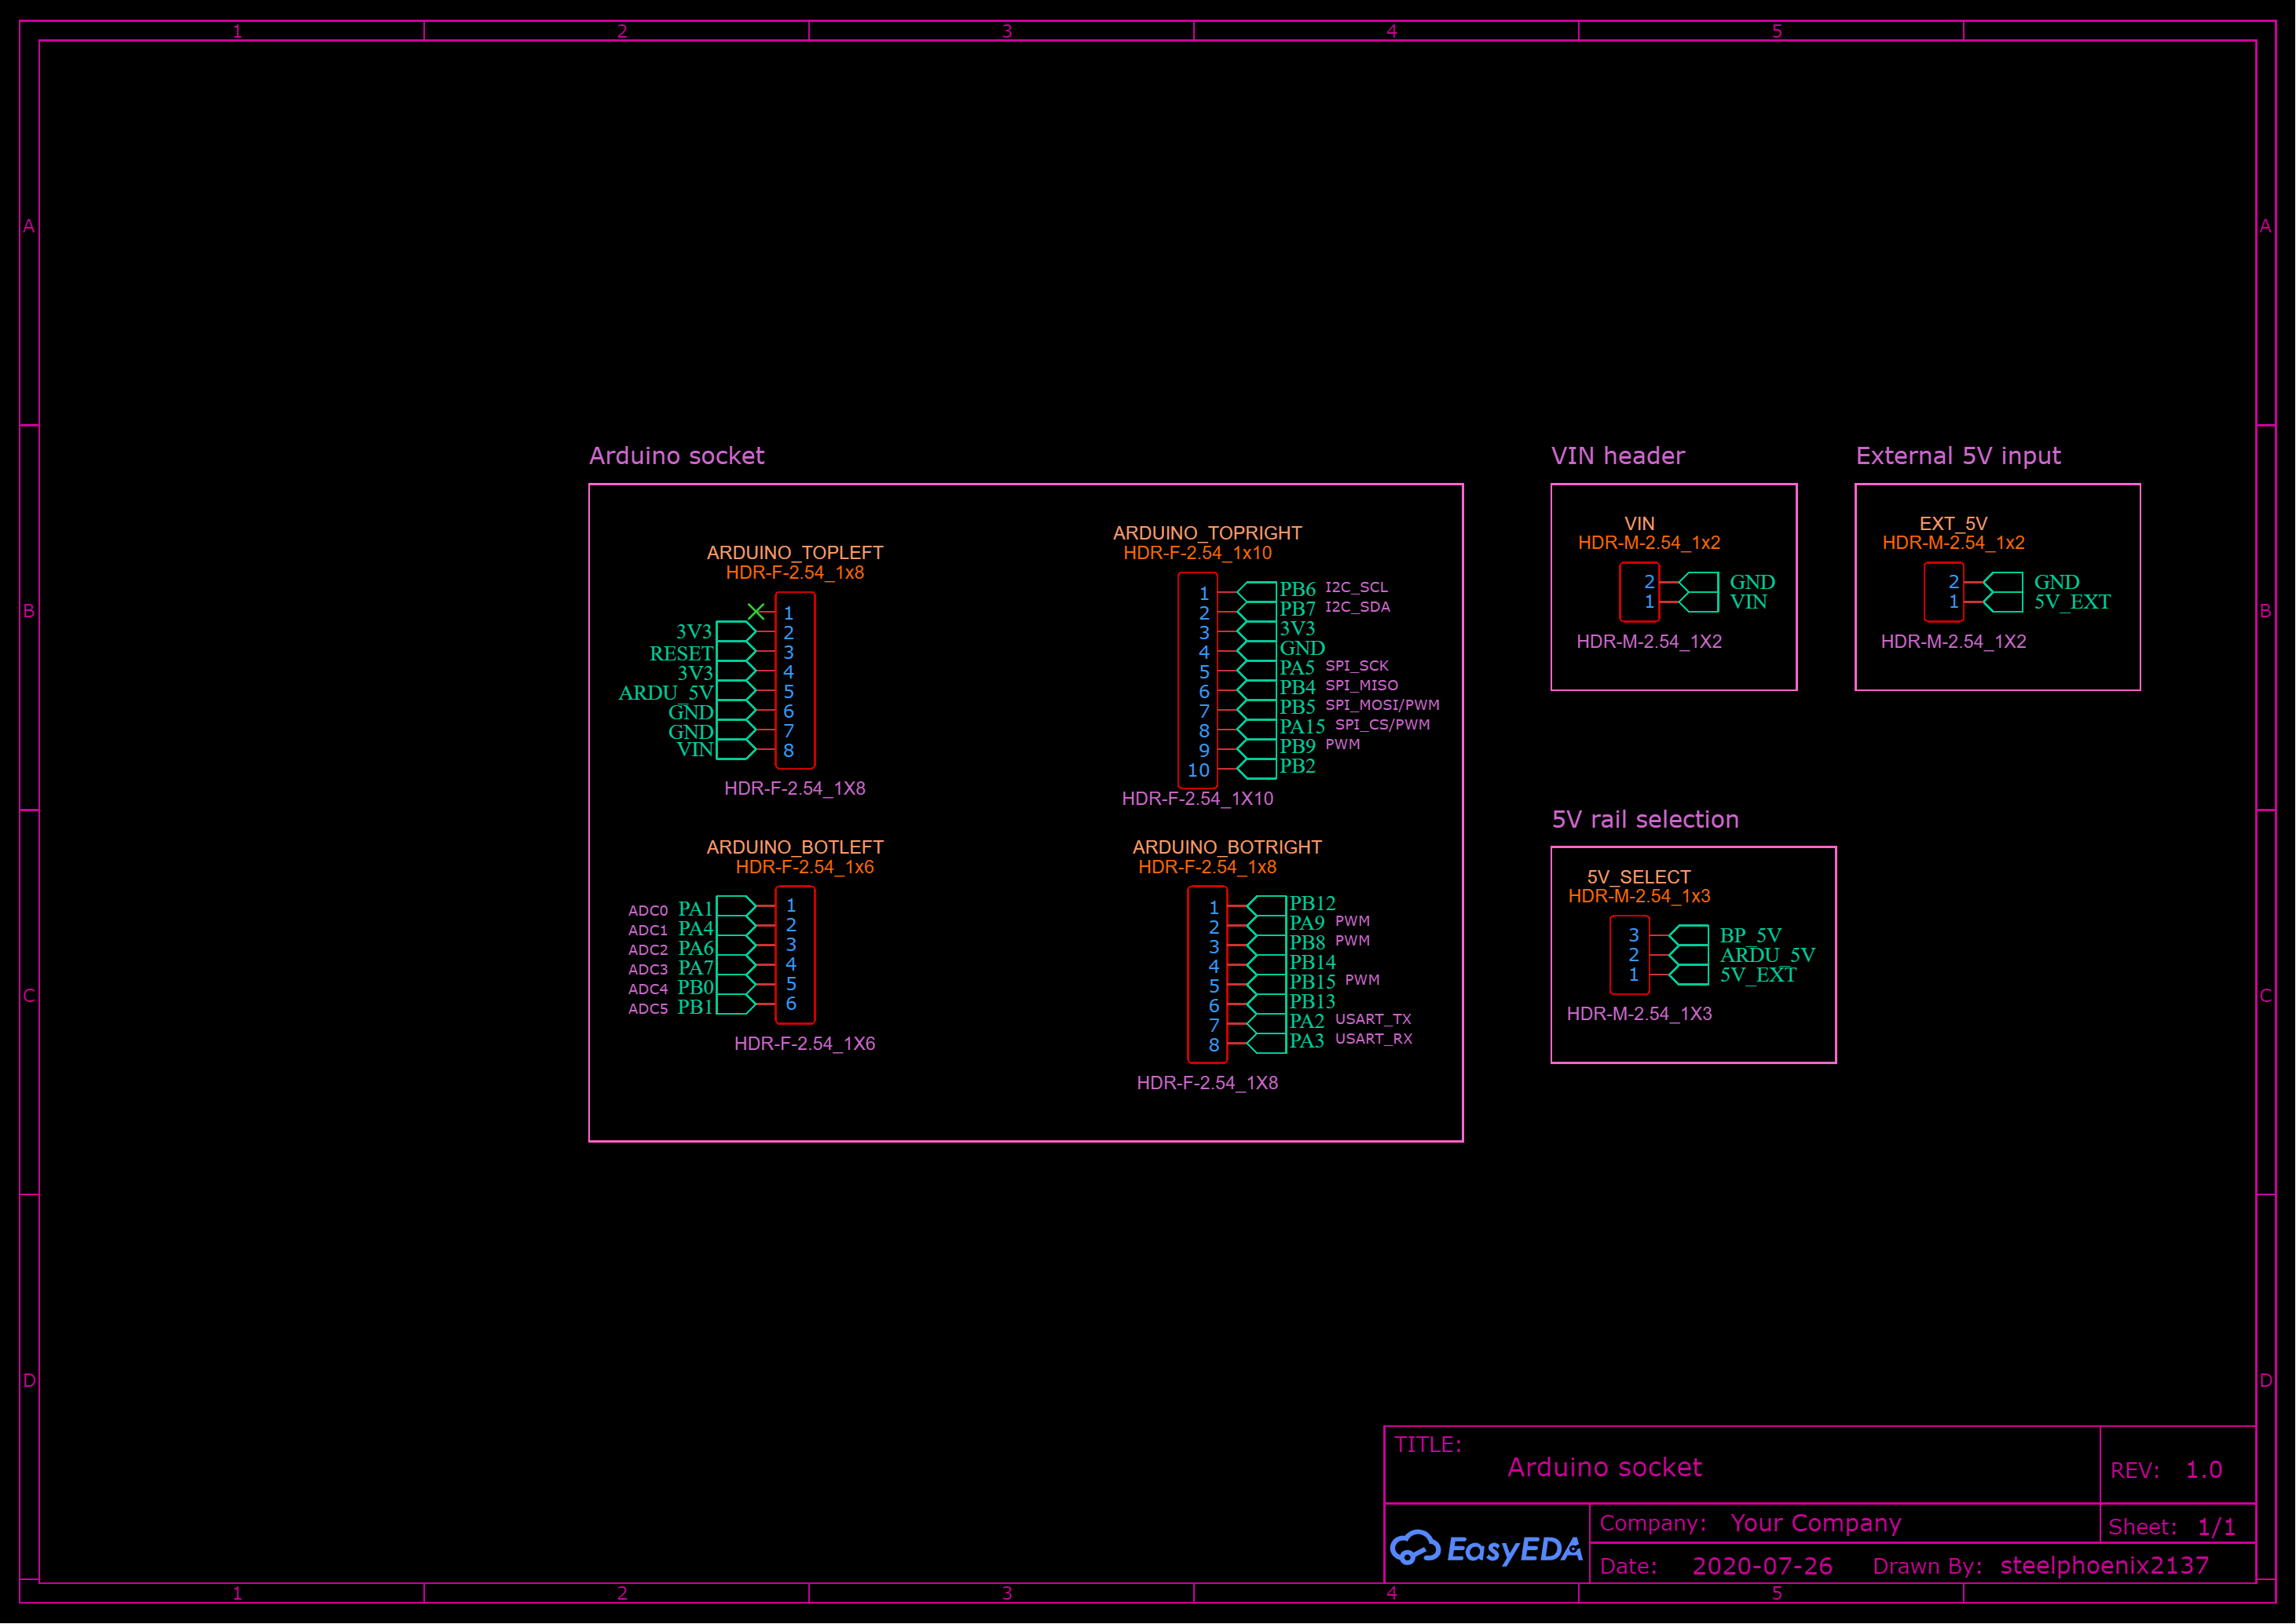 1 2 3 4 5
A A
B B
C C
D D
Arduino socket
ARDUINO_TOPLEFT
HDR-F-2.54_1x8
1
3V3 2
RESET 3
3V3 4
ARDU_5V 5
GND 6
GND 7
VIN 8
HDR-F-2.54_1X8
ARDUINO_TOPRIGHT
HDR-F-2.54_1x10
1 PB6 I2C_SCL
2 PB7 I2C_SDA
3 3V3
4 GND
5 PA5 SPI_SCK
6 PB4 SPI_MISO
7 PB5 SPI_MOSI/PWM
8 PA15 SPI_CS/PWM
9 PB9 PWM
10 PB2
HDR-F-2.54_1X10
ARDUINO_BOTLEFT
HDR-F-2.54_1x6
ADC0 PA1 1
ADC1 PA4 2
ADC2 PA6 3
ADC3 PA7 4
ADC4 PB0 5
ADC5 PB1 6
HDR-F-2.54_1X6
ARDUINO_BOTRIGHT
HDR-F-2.54_1x8
1 PB12
2 PA9 PWM
3 PB8 PWM
4 PB14
5 PB15 PWM
6 PB13
7 PA2 USART_TX
8 PA3 USART_RX
HDR-F-2.54_1X8
VIN header
VIN
HDR-M-2.54_1x2
2 GND
1 VIN
HDR-M-2.54_1X2
External 5V input
EXT_5V
HDR-M-2.54_1x2
2 GND
1 5V_EXT
HDR-M-2.54_1X2
5V rail selection
5V_SELECT
HDR-M-2.54_1x3
3 BP_5V
2 ARDU_5V
1 5V_EXT
HDR-M-2.54_1X3
TITLE:
Arduino socket
REV: 1.0
EasyEDA
Company: Your Company
Sheet: 1/1
Date: 2020-07-26 Drawn By: steelphoenix2137
1 2 3 4 5